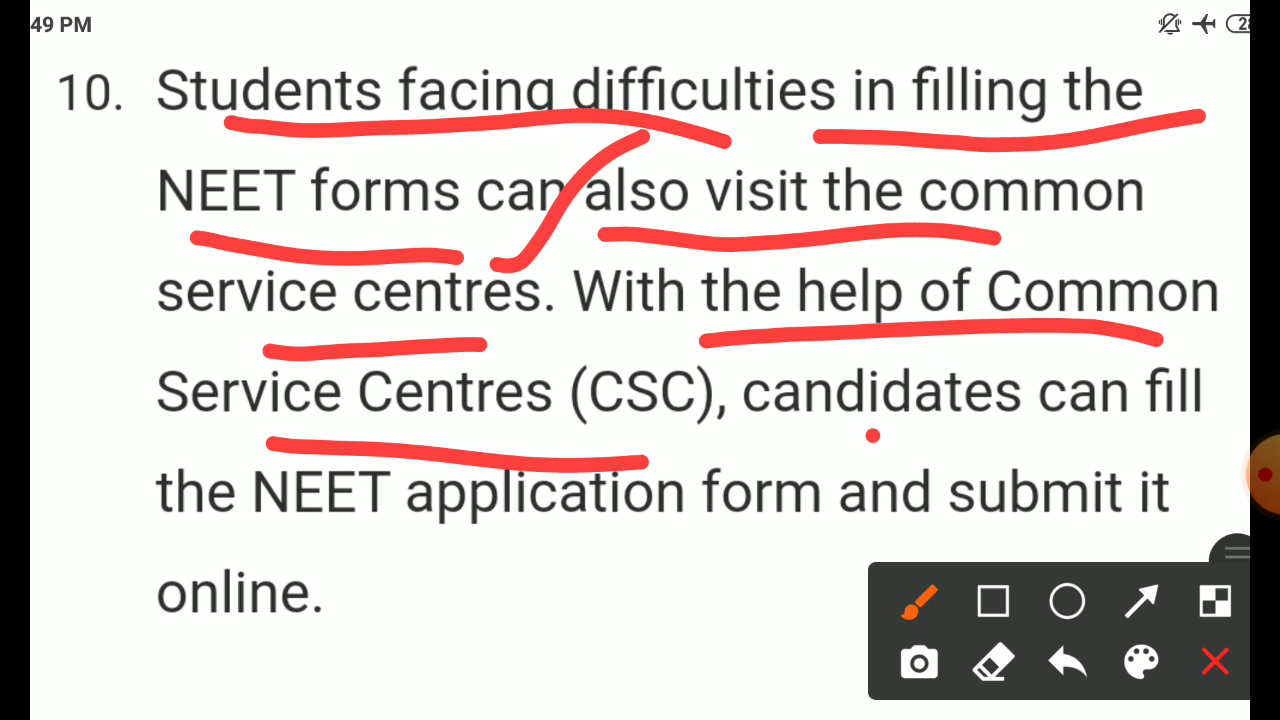 49 PM
10. Students facing difficulties in filling the
NEET forms can also visit the common
service centres. With the help of Common
Service Centres (CSC), candidates can fill
the NEET application form and submit it
online.